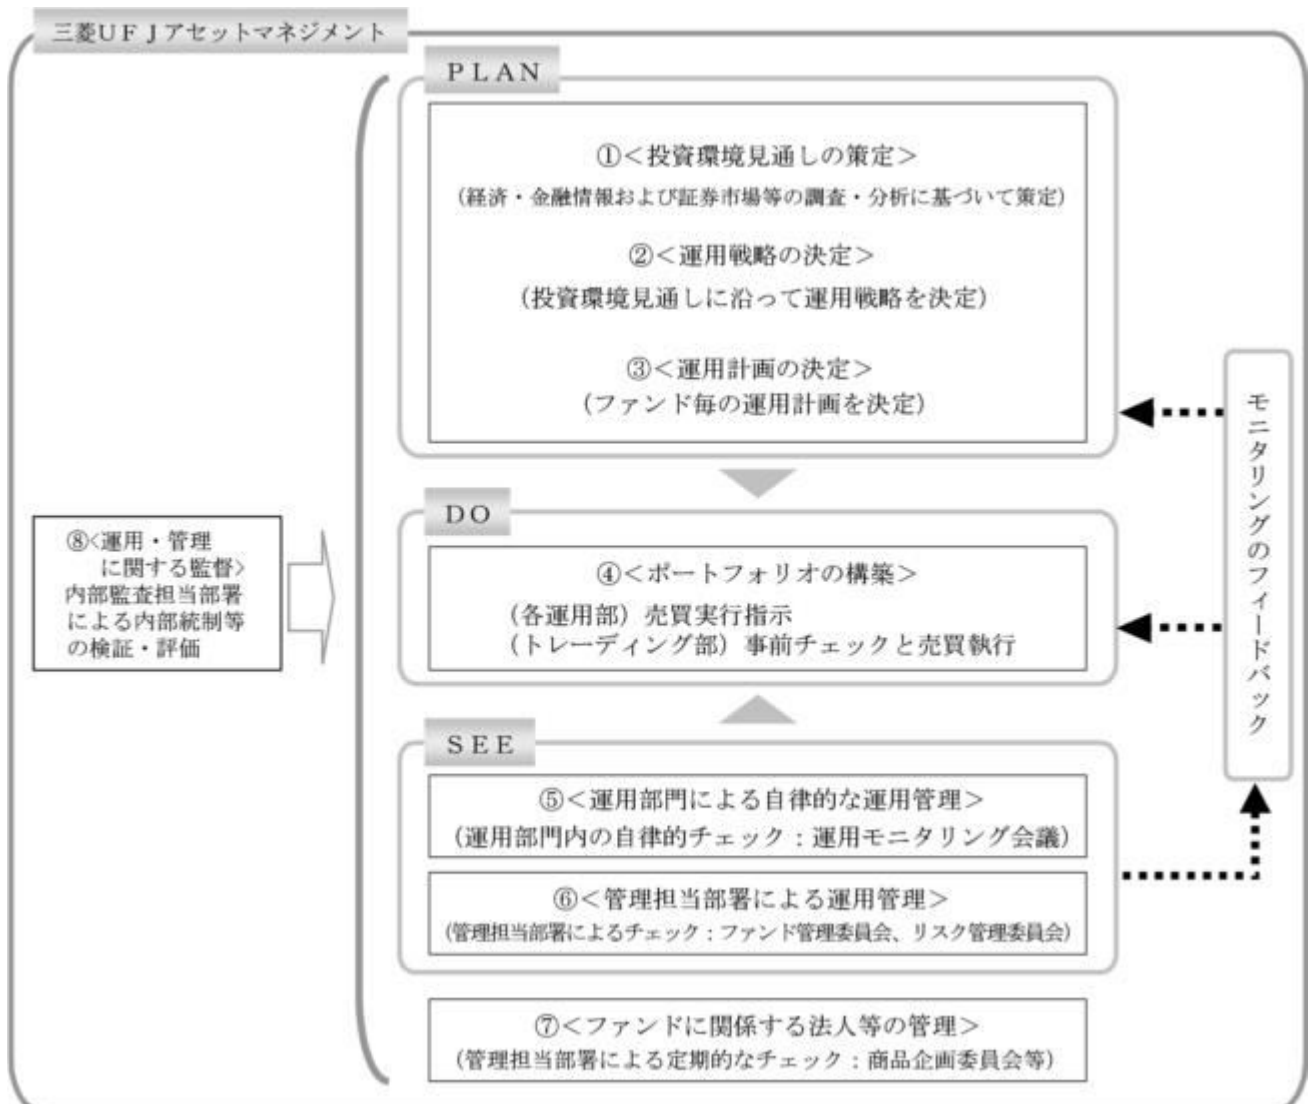 三菱ＵＦＪアセットマネジメント
ＰＬＡＮ
①＜投資環境見通しの策定＞
（経済・金融情報および証券市場等の調査・分析に基づいて策定）
②＜運用戦略の決定＞
（投資環境見通しに沿って運用戦略を決定）
③＜運用計画の決定＞
（ファンド毎の運用計画を決定）
ＤＯ
④＜ポートフォリオの構築＞
（各運用部）売買実行指示
（トレーディング部）事前チェックと売買執行
ＳＥＥ
⑤＜運用部門による自律的な運用管理＞
（運用部門内の自律的チェック：運用モニタリング会議）
⑥＜管理担当部署による運用管理＞
（管理担当部署によるチェック：ファンド管理委員会、リスク管理委員会）
⑦＜ファンドに関係する法人等の管理＞
（管理担当部署による定期的なチェック：商品企画委員会等）
⑧<運用・管理
に関する監督>
内部監査担当部署
による内部統制等
の検証・評価
モニタリングのフィードバック